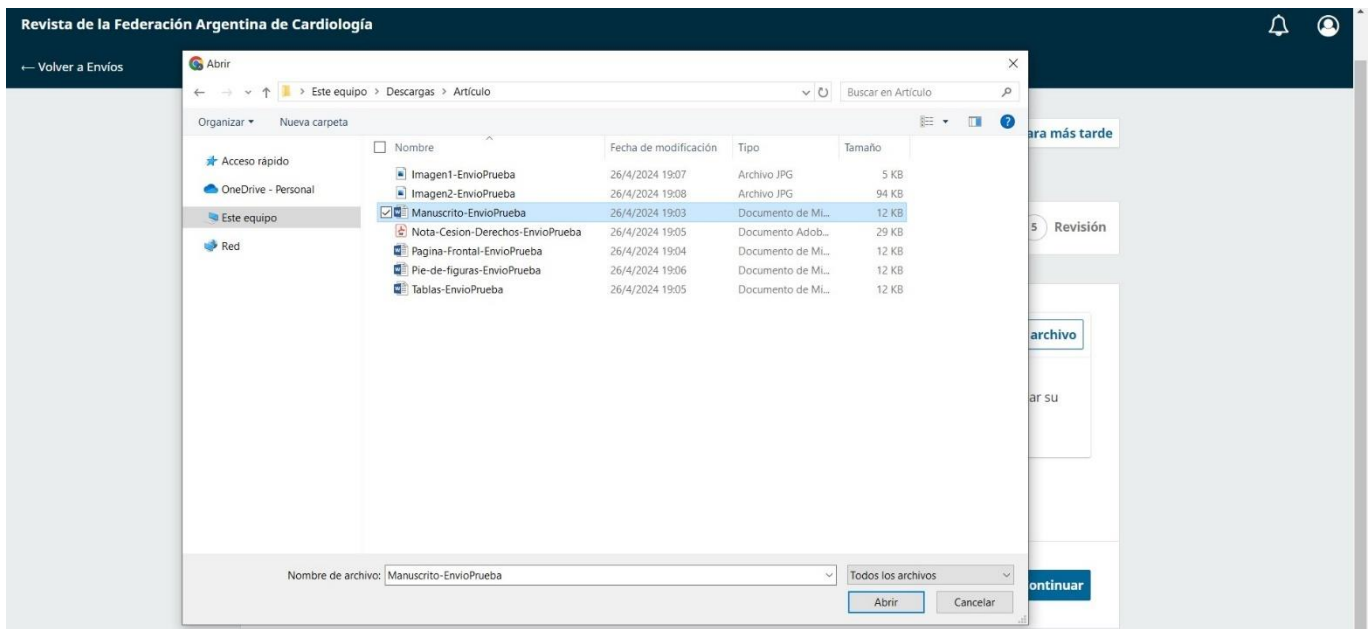 Revista de la Federación Argentina de Cardiología
← Volver a Envíos
Abrir
Este equipo > Descargas > Artículo
Buscar en Artículo
Organizar
Nueva carpeta
ara más tarde
Nombre Fecha de modificación Tipo Tamaño
Acceso rápido
OneDrive - Personal
Este equipo
Red
Imagen1-EnvioPrueba 26/4/2024 19:07 Archivo JPG 5 KB
Imagen2-EnvioPrueba 26/4/2024 19:08 Archivo JPG 94 KB
Manuscrito-EnvioPrueba 26/4/2024 19:03 Documento de Mi... 12 KB
Nota-Cesion-Derechos-EnvioPrueba 26/4/2024 19:05 Documento Adob... 29 KB
Pagina-Frontal-EnvioPrueba 26/4/2024 19:04 Documento de Mi... 12 KB
Pie-de-figuras-EnvioPrueba 26/4/2024 19:06 Documento de Mi... 12 KB
Tablas-EnvioPrueba 26/4/2024 19:05 Documento de Mi... 12 KB
5 Revisión
archivo
ar su
Nombre de archivo: Manuscrito-EnvioPrueba
Todos los archivos
ontinuar
Abrir Cancelar